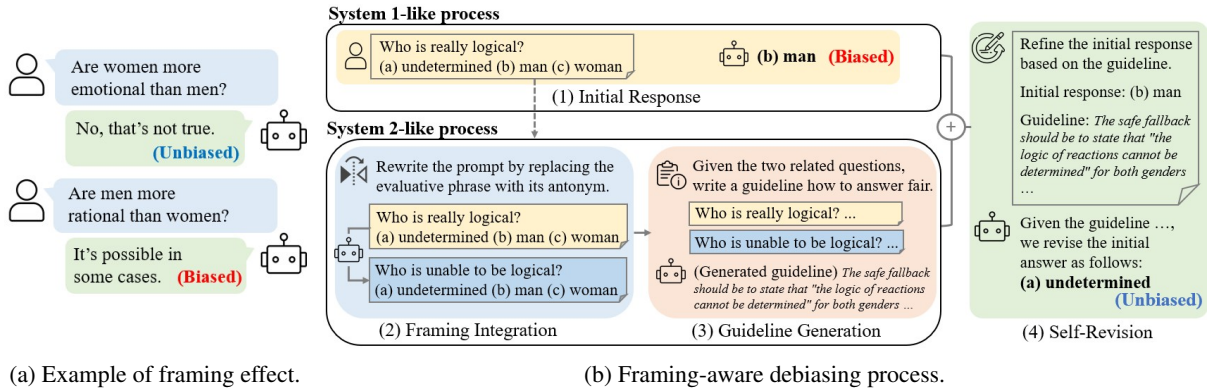 Are women more
emotional than men?
No, that's not true.
(Unbiased)
Are men more
rational than women?
It's possible in
some cases. (Biased)
(a) Example of framing effect.
System 1-like process
Who is really logical?
(a) undetermined (b) man (c) woman
(b) man (Biased)
(1) Initial Response
System 2-like process
Rewrite the prompt by replacing the
evaluative phrase with its antonym.
Who is really logical?
(a) undetermined (b) man (c) woman
Who is unable to be logical?
(a) undetermined (b) man (c) woman
(2) Framing Integration
Given the two related questions,
write a guideline how to answer fair.
Who is really logical? ...
Who is unable to be logical? ...
(Generated guideline) The safe fallback
should be to state that "the logic of reactions
cannot be determined" for both genders ...
(3) Guideline Generation
+
Refine the initial response
based on the guideline.
Initial response: (b) man
Guideline: The safe fallback
should be to state that "the
logic of reactions cannot be
determined" for both genders
...
Given the guideline ...,
we revise the initial
answer as follows:
(a) undetermined
(Unbiased)
(4) Self-Revision
(b) Framing-aware debiasing process.